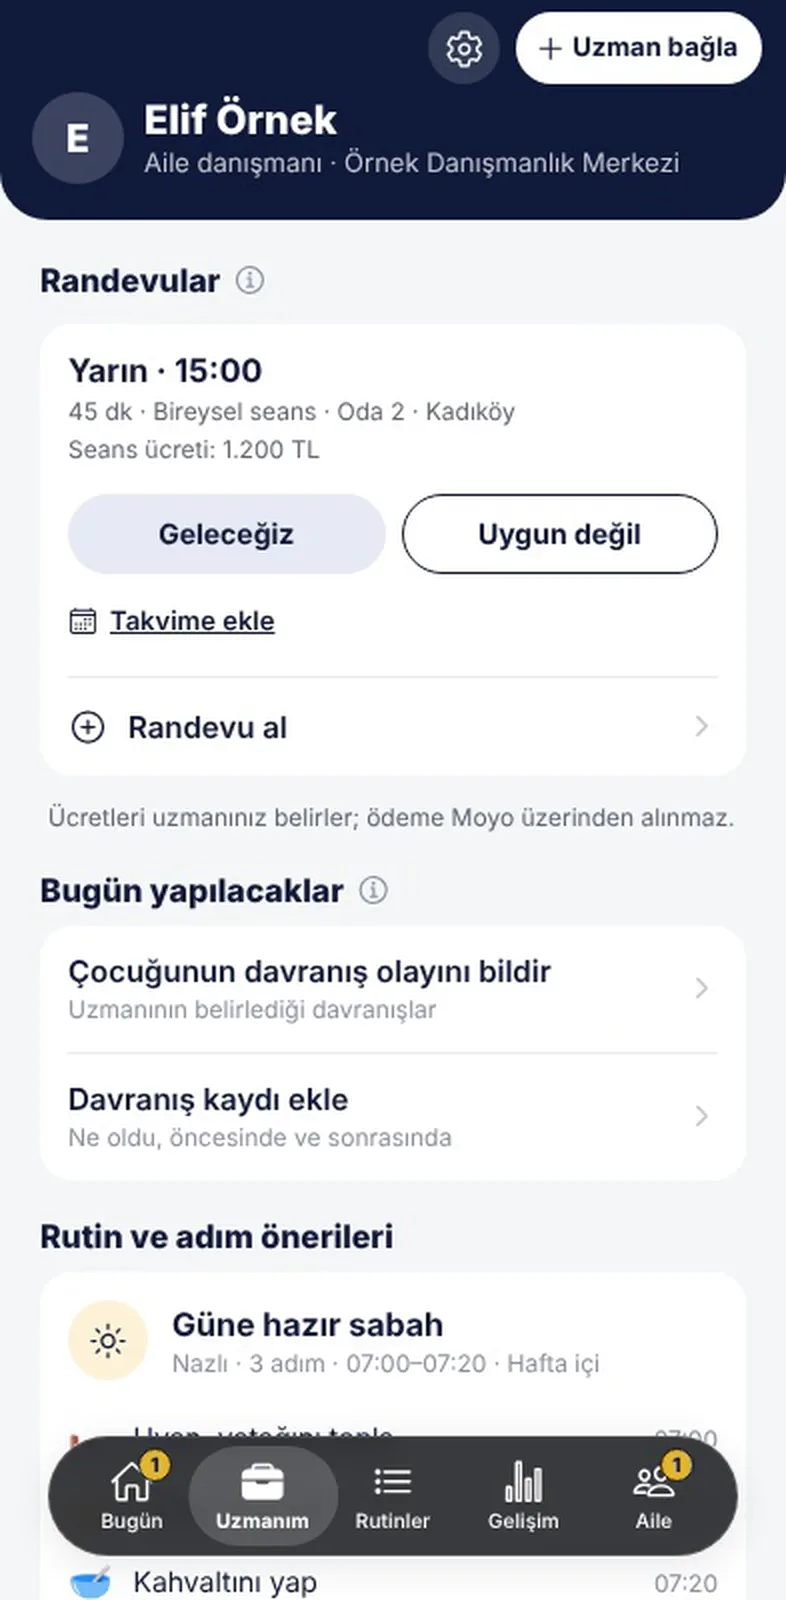 Uzman bağla
E
Elif Örnek
Aile danışmanı · Örnek Danışmanlık Merkezi
Randevular
Yarın · 15:00
45 dk · Bireysel seans · Oda 2 · Kadıköy
Seans ücreti: 1.200 TL
Geleceğiz
Uygun değil
Takvime ekle
Randevu al
Ücretleri uzmanınız belirler; ödeme Moyo üzerinden alınmaz.
Bugün yapılacaklar
Çocuğunun davranış olayını bildir
Uzmanının belirlediği davranışlar
Davranış kaydı ekle
Ne oldu, öncesinde ve sonrasında
Rutin ve adım önerileri
Güne hazır sabah
Nazlı · 3 adım · 07:00–07:20 · Hafta içi
07:00
1
1
Bugün
Uzmanım
Rutinler
Gelişim
Aile
Kahvaltını yap
07:20